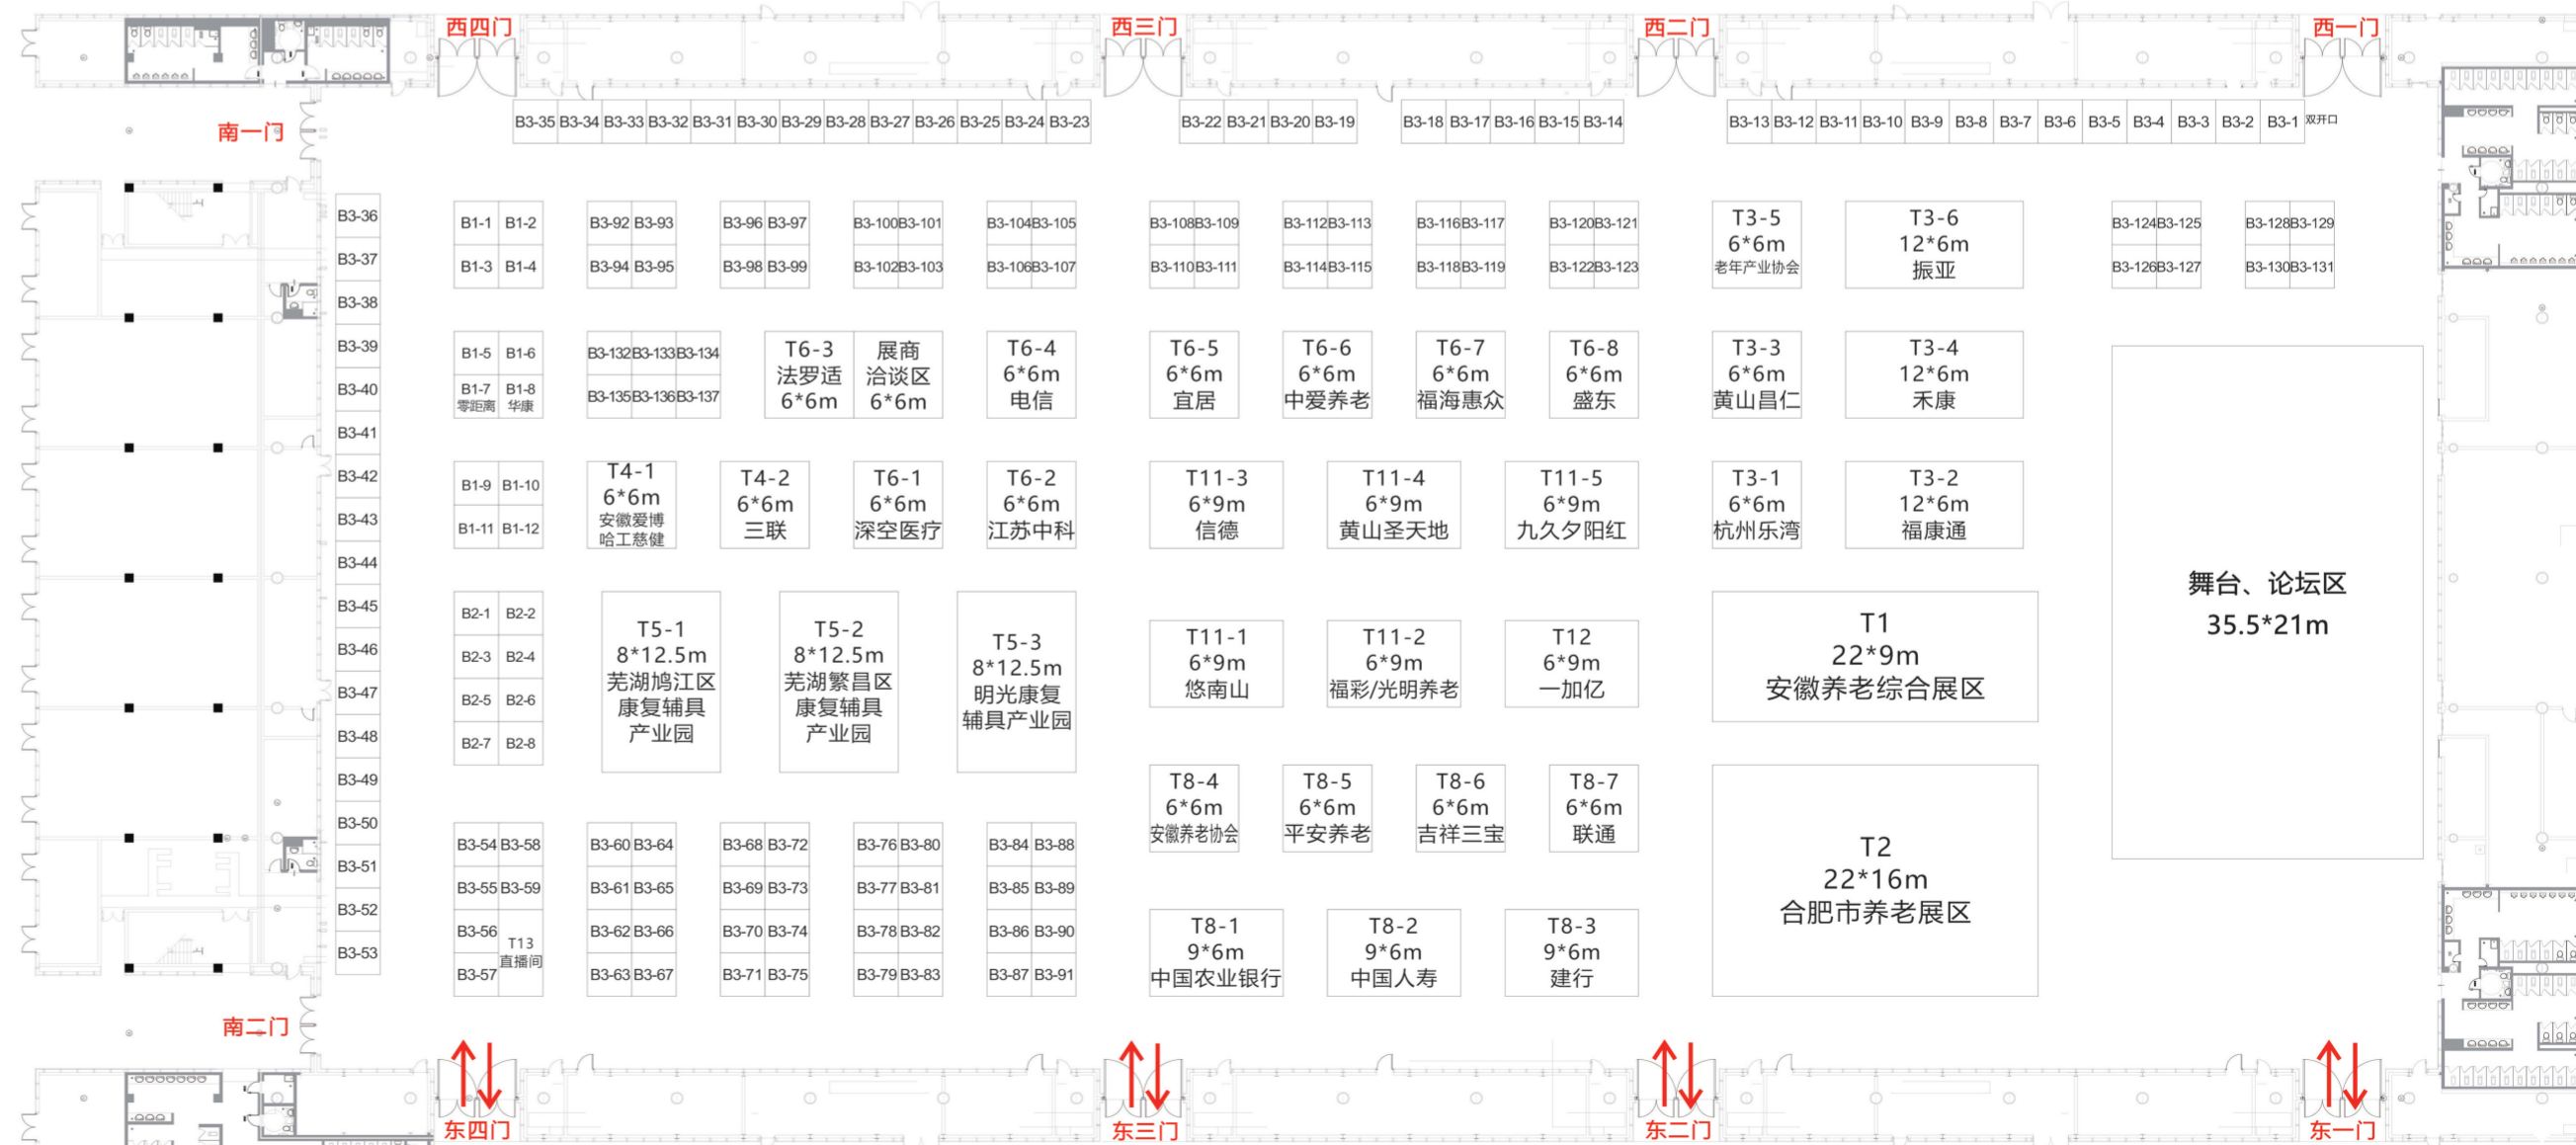 西四门 西三门 西二门 西一门
南一门
B3-35 B3-34 B3-33 B3-32 B3-31 B3-30 B3-29 B3-28 B3-27 B3-26 B3-25 B3-24 B3-23 B3-22 B3-21 B3-20 B3-19 B3-18 B3-17 B3-16 B3-15 B3-14 B3-13 B3-12 B3-11 B3-10 B3-9 B3-8 B3-7 B3-6 B3-5 B3-4 B3-3 B3-2 B3-1 双开口
B3-36
B3-37
B3-38
B3-39
B3-40
B3-41
B3-42
B3-43
B3-44
B3-45
B3-46
B3-47
B3-48
B3-49
B3-50
B3-51
B3-52
B3-53
B1-1 B1-2
B1-3 B1-4
B3-92 B3-93
B3-94 B3-95
B3-96 B3-97
B3-98 B3-99
B3-100 B3-101
B3-102 B3-103
B3-104 B3-105
B3-106 B3-107
B3-108 B3-109
B3-110 B3-111
B3-112 B3-113
B3-114 B3-115
B3-116 B3-117
B3-118 B3-119
B3-120 B3-121
B3-122 B3-123
T3-5
6*6m
老年产业协会
T3-6
12*6m
振亚
B3-124 B3-125
B3-126 B3-127
B3-128 B3-129
B3-130 B3-131
B1-5 B1-6
B1-7 B1-8
零距离 华康
B3-132 B3-133 B3-134
B3-135 B3-136 B3-137
T6-3
法罗适
6*6m
展商
洽谈区
6*6m
T6-4
6*6m
电信
T6-5
6*6m
宜居
T6-6
6*6m
中爱养老
T6-7
6*6m
福海惠众
T6-8
6*6m
盛东
T3-3
6*6m
黄山昌仁
T3-4
12*6m
禾康
B1-9 B1-10
B1-11 B1-12
T4-1
6*6m
安徽爱博
哈工慈健
T4-2
6*6m
三联
T6-1
6*6m
深空医疗
T6-2
6*6m
江苏中科
T11-3
6*9m
信德
T11-4
6*9m
黄山圣天地
T11-5
6*9m
九久夕阳红
T3-1
6*6m
杭州乐湾
T3-2
12*6m
福康通
舞台、论坛区
35.5*21m
B2-1 B2-2
B2-3 B2-4
B2-5 B2-6
B2-7 B2-8
T5-1
8*12.5m
芜湖鸠江区
康复辅具
产业园
T5-2
8*12.5m
芜湖繁昌区
康复辅具
产业园
T5-3
8*12.5m
明光康复
辅具产业园
T11-1
6*9m
悠南山
T11-2
6*9m
福彩/光明养老
T12
6*9m
一加亿
T1
22*9m
安徽养老综合展区
T8-4
6*6m
安徽养老协会
T8-5
6*6m
平安养老
T8-6
6*6m
吉祥三宝
T8-7
6*6m
联通
T2
22*16m
合肥市养老展区
B3-54 B3-58
B3-55 B3-59
B3-56
B3-57
T13
直播间
B3-60 B3-64
B3-61 B3-65
B3-62 B3-66
B3-63 B3-67
B3-68 B3-72
B3-69 B3-73
B3-70 B3-74
B3-71 B3-75
B3-76 B3-80
B3-77 B3-81
B3-78 B3-82
B3-79 B3-83
B3-84 B3-88
B3-85 B3-89
B3-86 B3-90
B3-87 B3-91
T8-1
9*6m
中国农业银行
T8-2
9*6m
中国人寿
T8-3
9*6m
建行
南二门
东四门 东三门 东二门 东一门